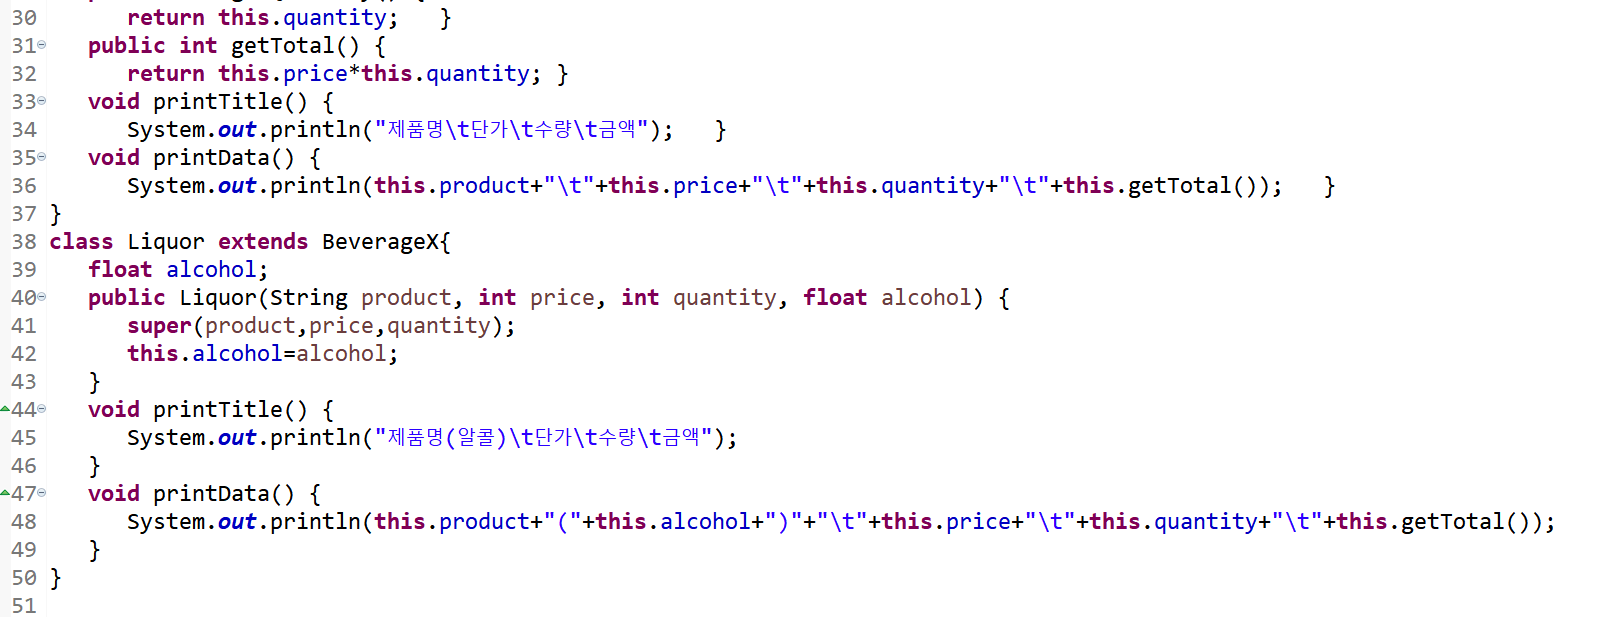 30 return this.quantity; }
31 public int getTotal() {
32 return this.price*this.quantity; }
33 void printTitle() {
34 System.out.println("제품명\t단가\t수량\t금액"); }
35 void printData() {
36 System.out.println(this.product+"\t"+this.price+"\t"+this.quantity+"\t"+this.getTotal()); }
37 }
38 class Liquor extends BeverageX{
39 float alcohol;
40 public Liquor(String product, int price, int quantity, float alcohol) {
41 super(product,price,quantity);
42 this.alcohol=alcohol;
43 }
44 void printTitle() {
45 System.out.println("제품명(알콜)\t단가\t수량\t금액");
46 }
47 void printData() {
48 System.out.println(this.product+"("+this.alcohol+")"+"\t"+this.price+"\t"+this.quantity+"\t"+this.getTotal());
49 }
50 }
51